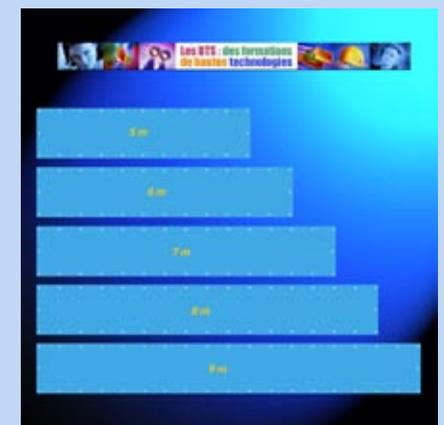 Les BTS : des formations
de hautes technologies
5 m
6 m
7 m
8 m
9 m